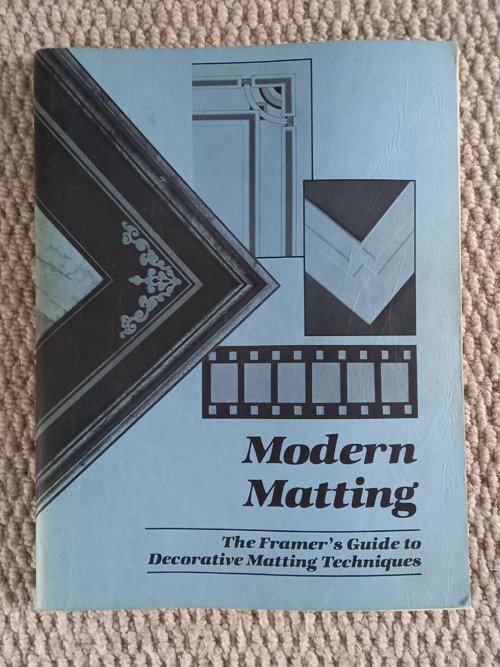 Modern
Matting
The Framer's Guide to
Decorative Matting Techniques